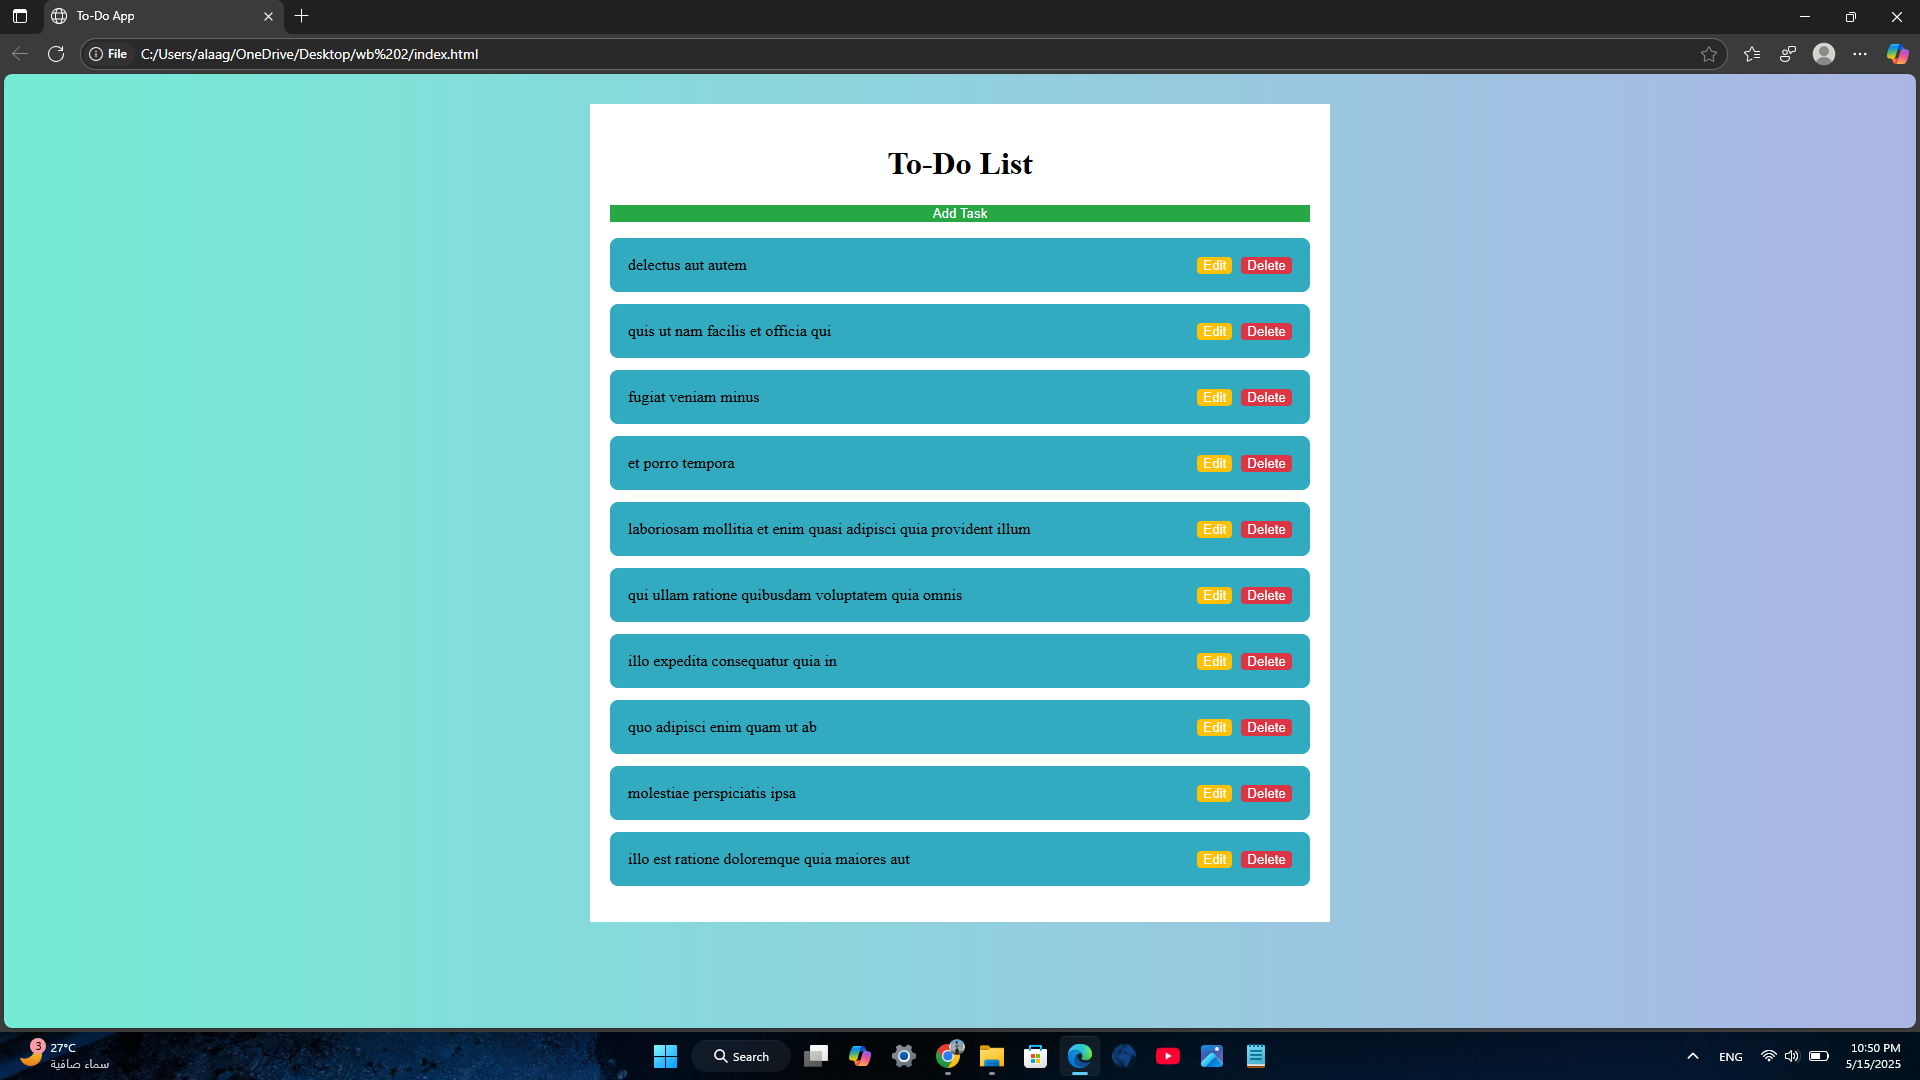 To-Do App
File
C:/Users/alaag/OneDrive/Desktop/wb%202/index.html
To-Do List
Add Task
delectus aut autem Edit Delete
quis ut nam facilis et officia qui Edit Delete
fugiat veniam minus Edit Delete
et porro tempora Edit Delete
laboriosam mollitia et enim quasi adipisci quia provident illum Edit Delete
qui ullam ratione quibusdam voluptatem quia omnis Edit Delete
illo expedita consequatur quia in Edit Delete
quo adipisci enim quam ut ab Edit Delete
molestiae perspiciatis ipsa Edit Delete
illo est ratione doloremque quia maiores aut Edit Delete
3
27°C
سماء صافية
Search
ENG
10:50 PM
5/15/2025